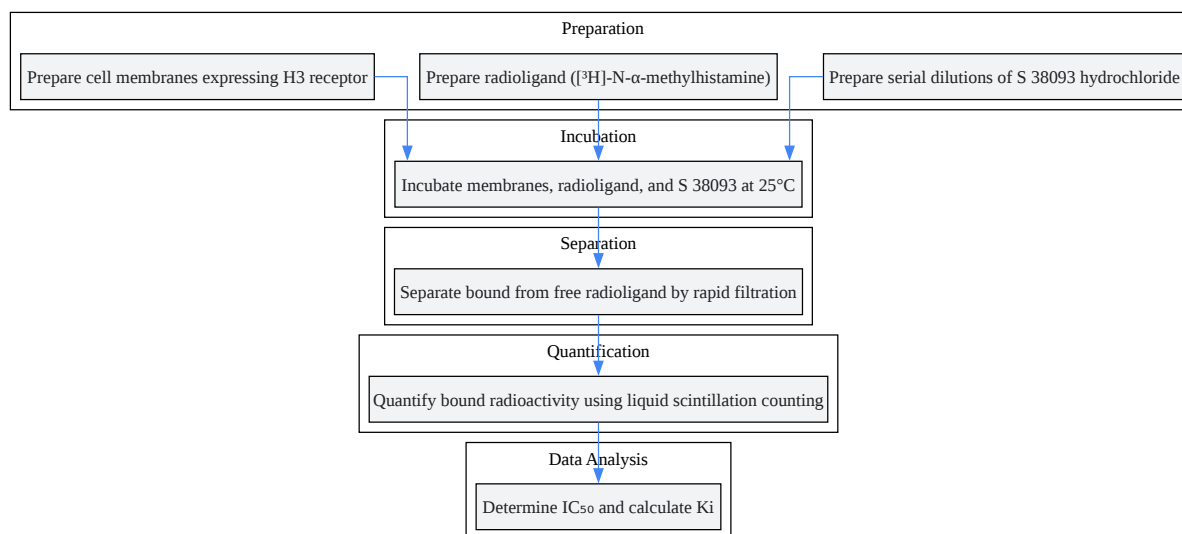 Preparation
Prepare cell membranes expressing H3 receptor
Prepare radioligand ([³H]-N-α-methylhistamine)
Prepare serial dilutions of S 38093 hydrochloride
Incubation
Incubate membranes, radioligand, and S 38093 at 25°C
Separation
Separate bound from free radioligand by rapid filtration
Quantification
Quantify bound radioactivity using liquid scintillation counting
Data Analysis
Determine IC₅₀ and calculate Ki